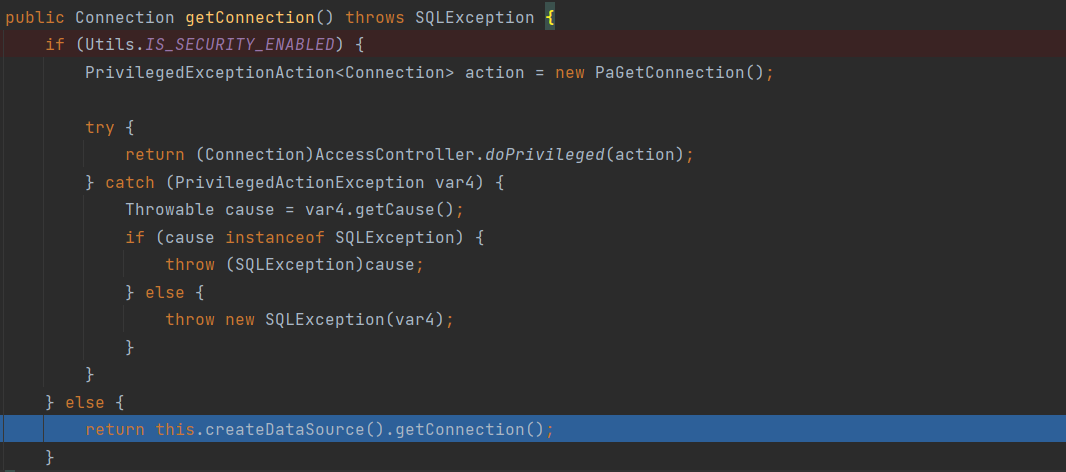 public Connection getConnection() throws SQLException {
    if (Utils.IS_SECURITY_ENABLED) {
        PrivilegedExceptionAction<Connection> action = new PaGetConnection();

        try {
            return (Connection)AccessController.doPrivileged(action);
        } catch (PrivilegedActionException var4) {
            Throwable cause = var4.getCause();
            if (cause instanceof SQLException) {
                throw (SQLException)cause;
            } else {
                throw new SQLException(var4);
            }
        }
    } else {
        return this.createDataSource().getConnection();
    }